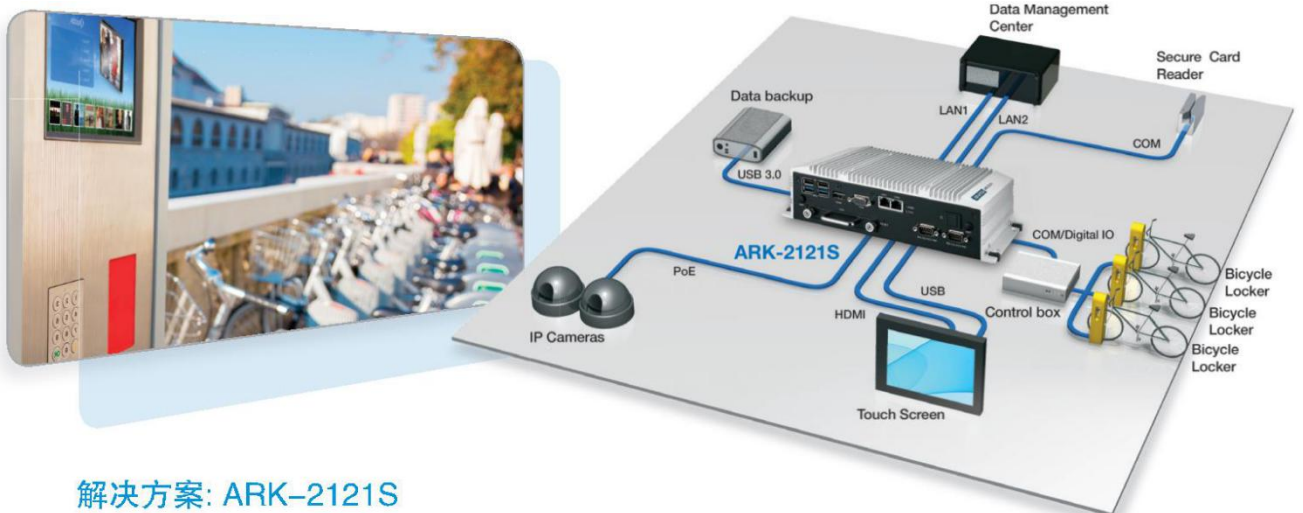 Data Management
Center
Secure Card
Reader
Data backup
LAN1
LAN2
COM
USB 3.0
COM/Digital IO
ARK-2121S
PoE
USB
HDMI
Control box
Bicycle
Locker
Bicycle
Locker
Bicycle
Locker
IP Cameras
Touch Screen
解决方案: ARK-2121S